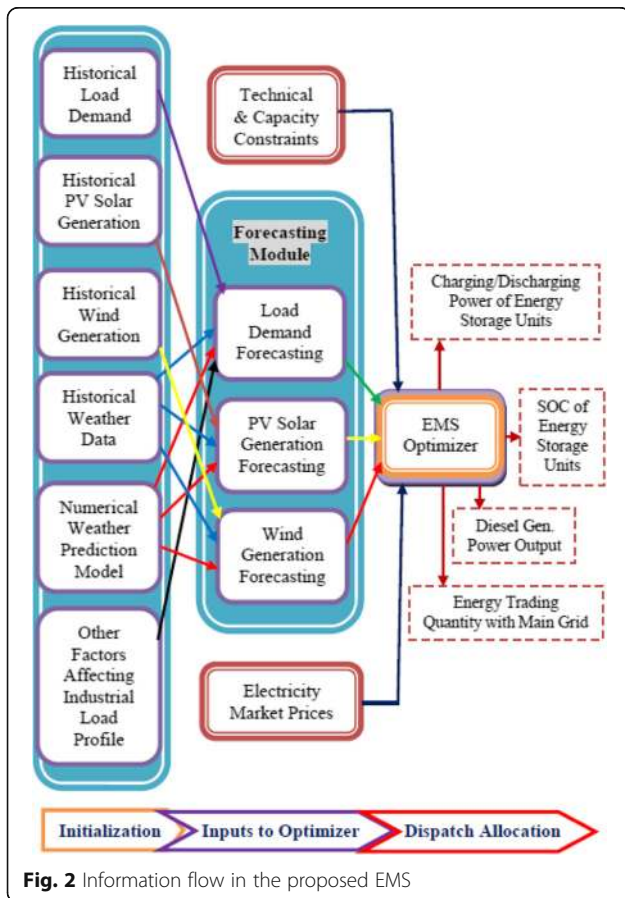 Historical
Load
Demand
Historical
PV Solar
Generation
Historical
Wind
Generation
Historical
Weather
Data
Numerical
Weather
Prediction
Model
Other
Factors
Affecting
Industrial
Load
Profile
Technical
& Capacity
Constraints
Forecasting
Module
Load
Demand
Forecasting
PV Solar
Generation
Forecasting
Wind
Generation
Forecasting
Electricity
Market Prices
EMS
Optimizer
Charging/Discharging
Power of Energy
Storage Units
SOC of
Energy
Storage
Units
Diesel Gen.
Power Output
Energy Trading
Quantity with Main Grid
Initialization
Inputs to Optimizer
Dispatch Allocation
Fig. 2 Information flow in the proposed EMS